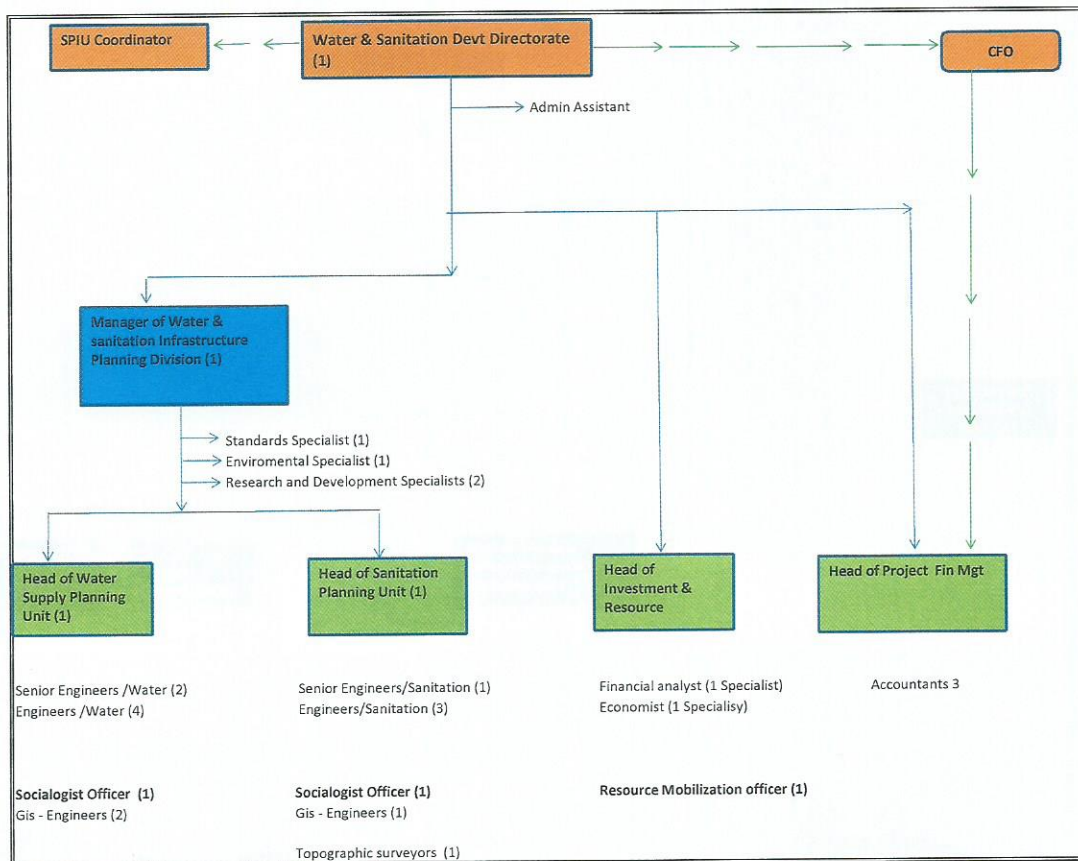 SPIU Coordinator
Water & Sanitation Devt Directorate
(1)
CFO
Admin Assistant
Manager of Water &
sanitation Infrastructure
Planning Division (1)
Standards Specialist (1)
Enviromental Specialist (1)
Research and Development Specialists (2)
Head of Water
Supply Planning
Unit (1)
Head of Sanitation
Planning Unit (1)
Head of
Investment &
Resource
Head of Project Fin Mgt
Senior Engineers /Water (2)
Engineers /Water (4)
Socialogist Officer (1)
Gis - Engineers (2)
Senior Engineers/Sanitation (1)
Engineers/Sanitation (3)
Socialogist Officer (1)
Gis - Engineers (1)
Topographic surveyors (1)
Financial analyst (1 Specialist)
Economist (1 Specialisy)
Resource Mobilization officer (1)
Accountants 3